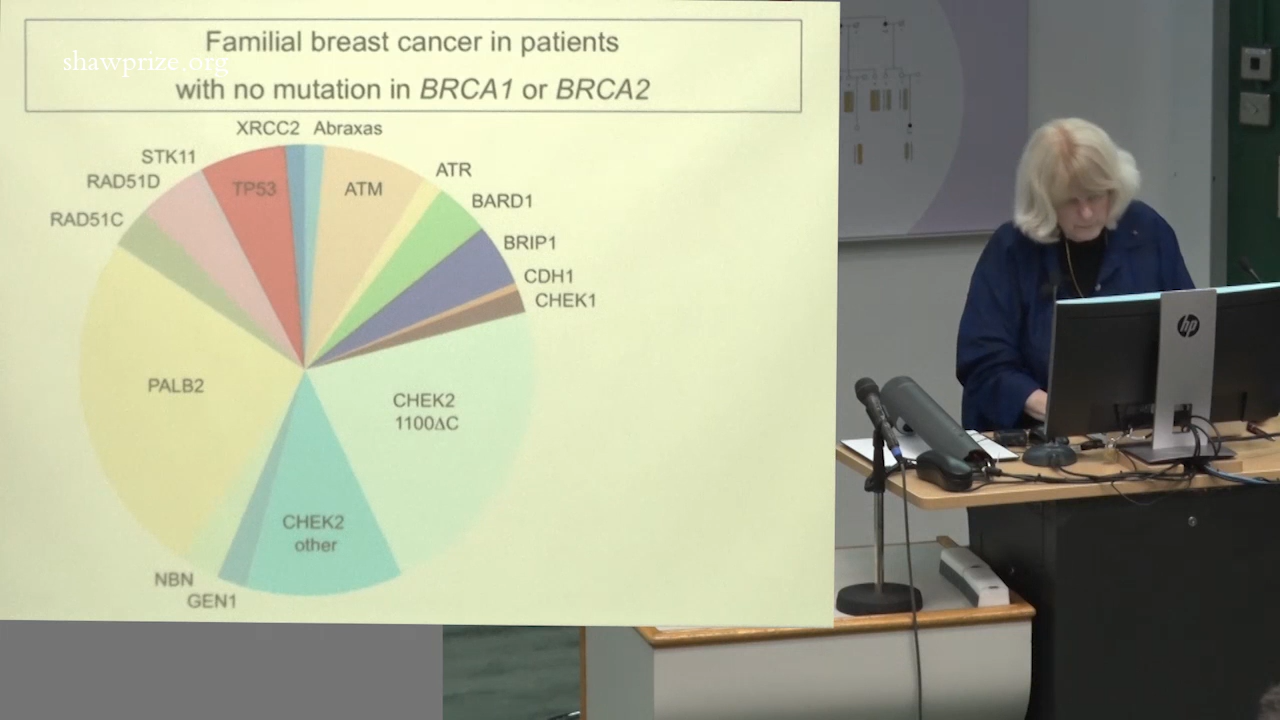 shawprize.org
Familial breast cancer in patients
with no mutation in BRCA1 or BRCA2
XRCC2 Abraxas
STK11
TP53
ATM
ATR
RAD51D
BARD1
RAD51C
BRIP1
CDH1
CHEK1
PALB2
CHEK2
1100ΔC
CHEK2
other
NBN
GEN1
hp